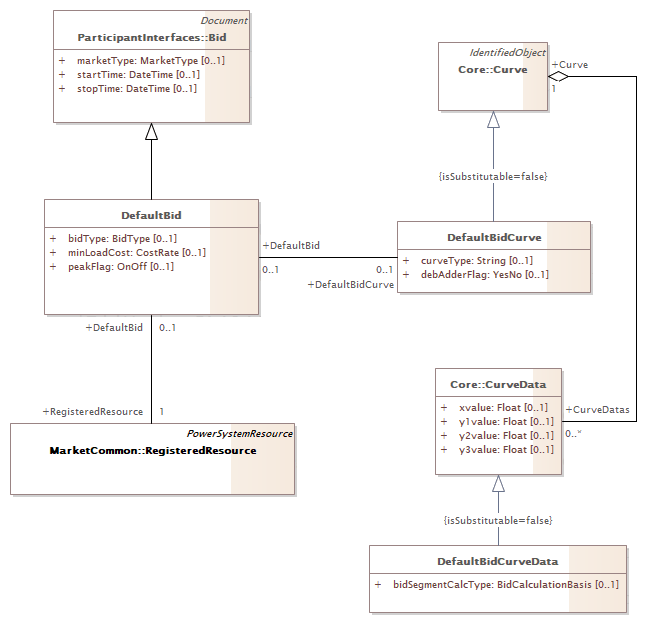 Document
ParticipantInterfaces::Bid
+ marketType: MarketType [0..1]
+ startTime: DateTime [0..1]
+ stopTime: DateTime [0..1]
IdentifiedObject
Core::Curve
+Curve
1
{isSubstitutable=false}
DefaultBid
+ bidType: BidType [0..1]
+ minLoadCost: CostRate [0..1]
+ peakFlag: OnOff [0..1]
+DefaultBid
0..1
0..1
+DefaultBidCurve
DefaultBidCurve
+ curveType: String [0..1]
+ debAdderFlag: YesNo [0..1]
+DefaultBid
0..1
+RegisteredResource
1
PowerSystemResource
MarketCommon::RegisteredResource
Core::CurveData
+ xvalue: Float [0..1]
+ y1value: Float [0..1]
+ y2value: Float [0..1]
+ y3value: Float [0..1]
+CurveDatas
0..*
{isSubstitutable=false}
DefaultBidCurveData
+ bidSegmentCalcType: BidCalculationBasis [0..1]